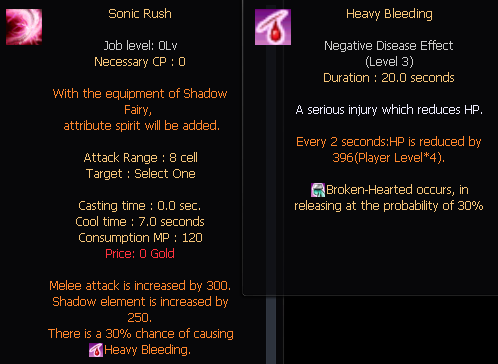 Sonic Rush
Job level: 0Lv
Necessary CP : 0
With the equipment of Shadow
Fairy,
attribute spirit will be added.
Attack Range : 8 cell
Target : Select One
Casting time : 0.0 sec.
Cool time : 7.0 seconds
Consumption MP : 120
Price: 0 Gold
Melee attack is increased by 300.
Shadow element is increased by
250.
There is a 30% chance of causing
Heavy Bleeding.
Heavy Bleeding
Negative Disease Effect
(Level 3)
Duration : 20.0 seconds
A serious injury which reduces HP.
Every 2 seconds:HP is reduced by
396(Player Level*4).
Broken-Hearted occurs, in
releasing at the probability of 30%